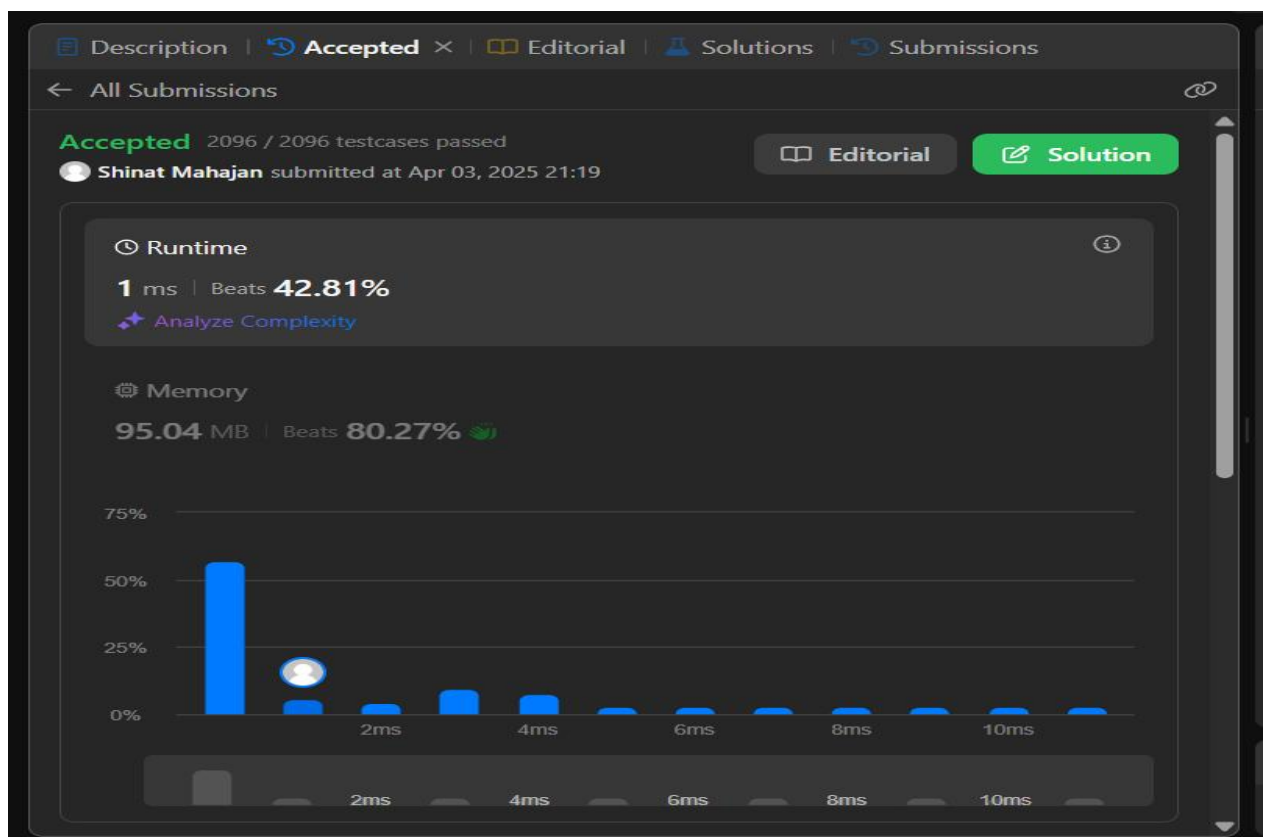 Description | Accepted × | Editorial | Solutions | Submissions
← All Submissions
Accepted 2096 / 2096 testcases passed
Editorial
Solution
Shinat Mahajan submitted at Apr 03, 2025 21:19
Runtime
1 ms | Beats 42.81%
Analyze Complexity
Memory
95.04 MB | Beats 80.27%
75%
50%
25%
0%
2ms 4ms 6ms 8ms 10ms
2ms 4ms 6ms 8ms 10ms